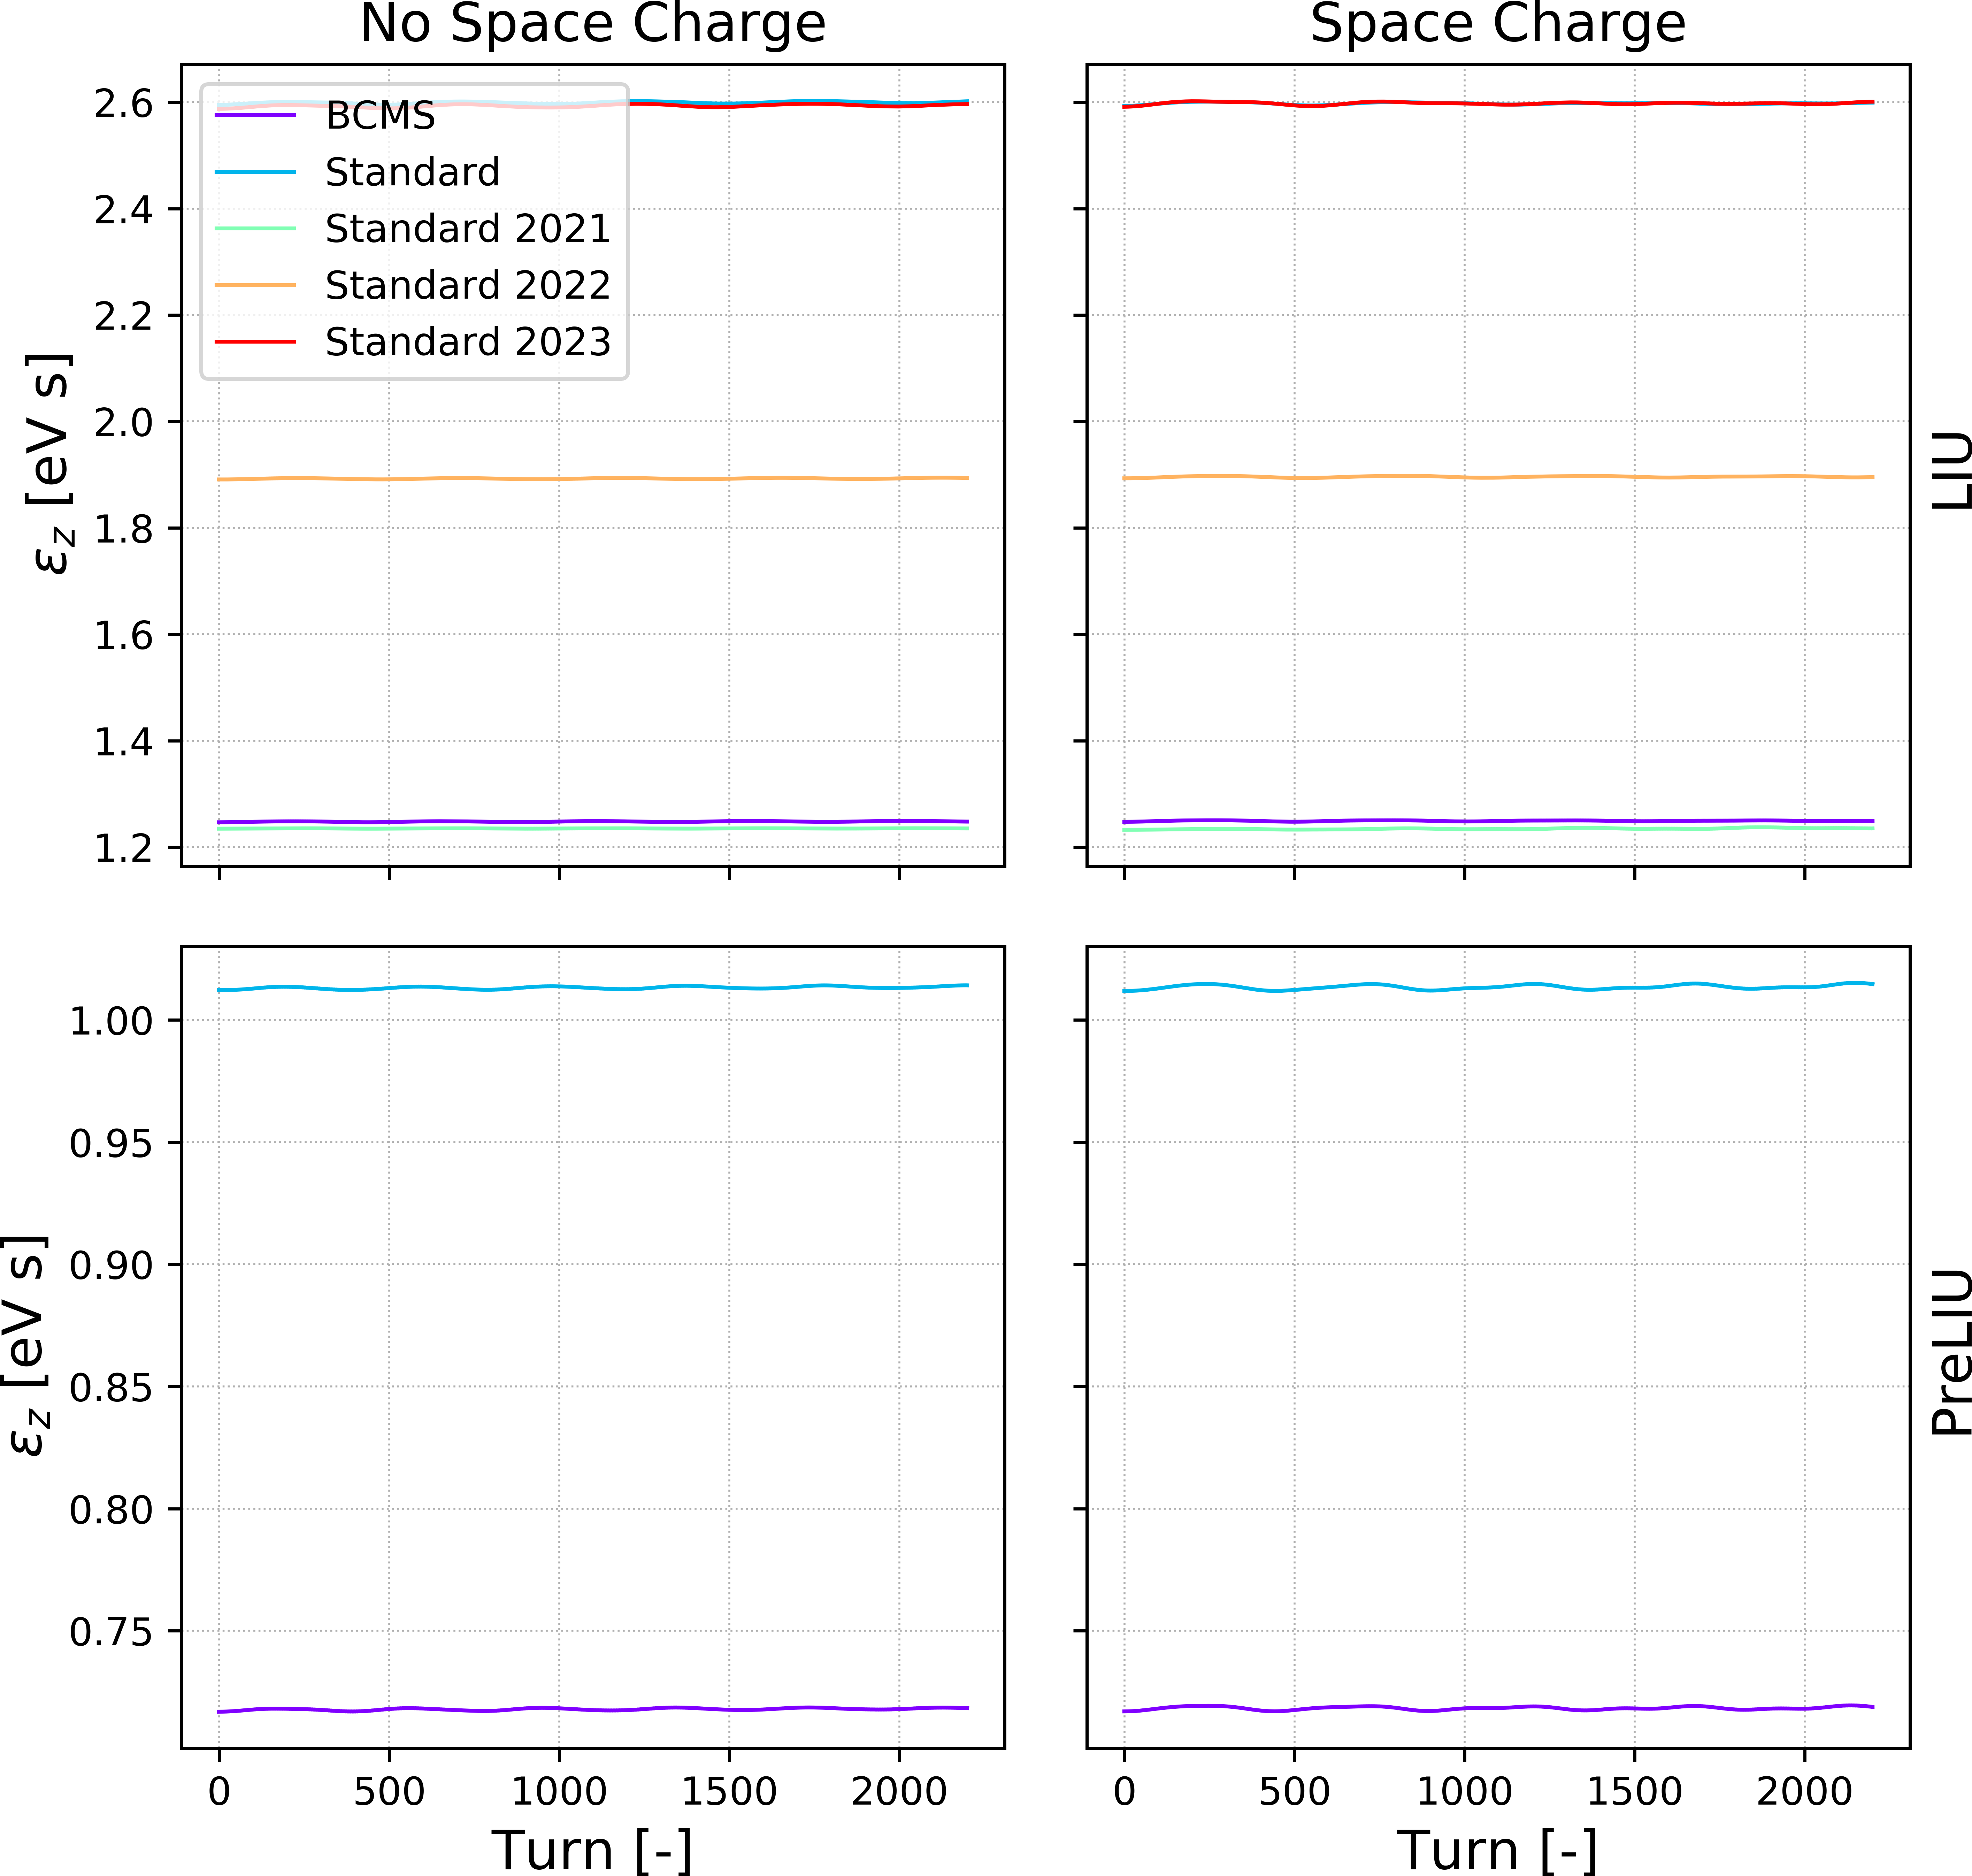 No Space Charge
Space Charge
2.6
2.4
2.2
2.0
1.8
1.6
1.4
1.2
εz [eV s]
BCMS
Standard
Standard 2021
Standard 2022
Standard 2023
LIU
1.00
0.95
0.90
0.85
0.80
0.75
εz [eV s]
PreLIU
0 500 1000 1500 2000
0 500 1000 1500 2000
Turn [-]
Turn [-]